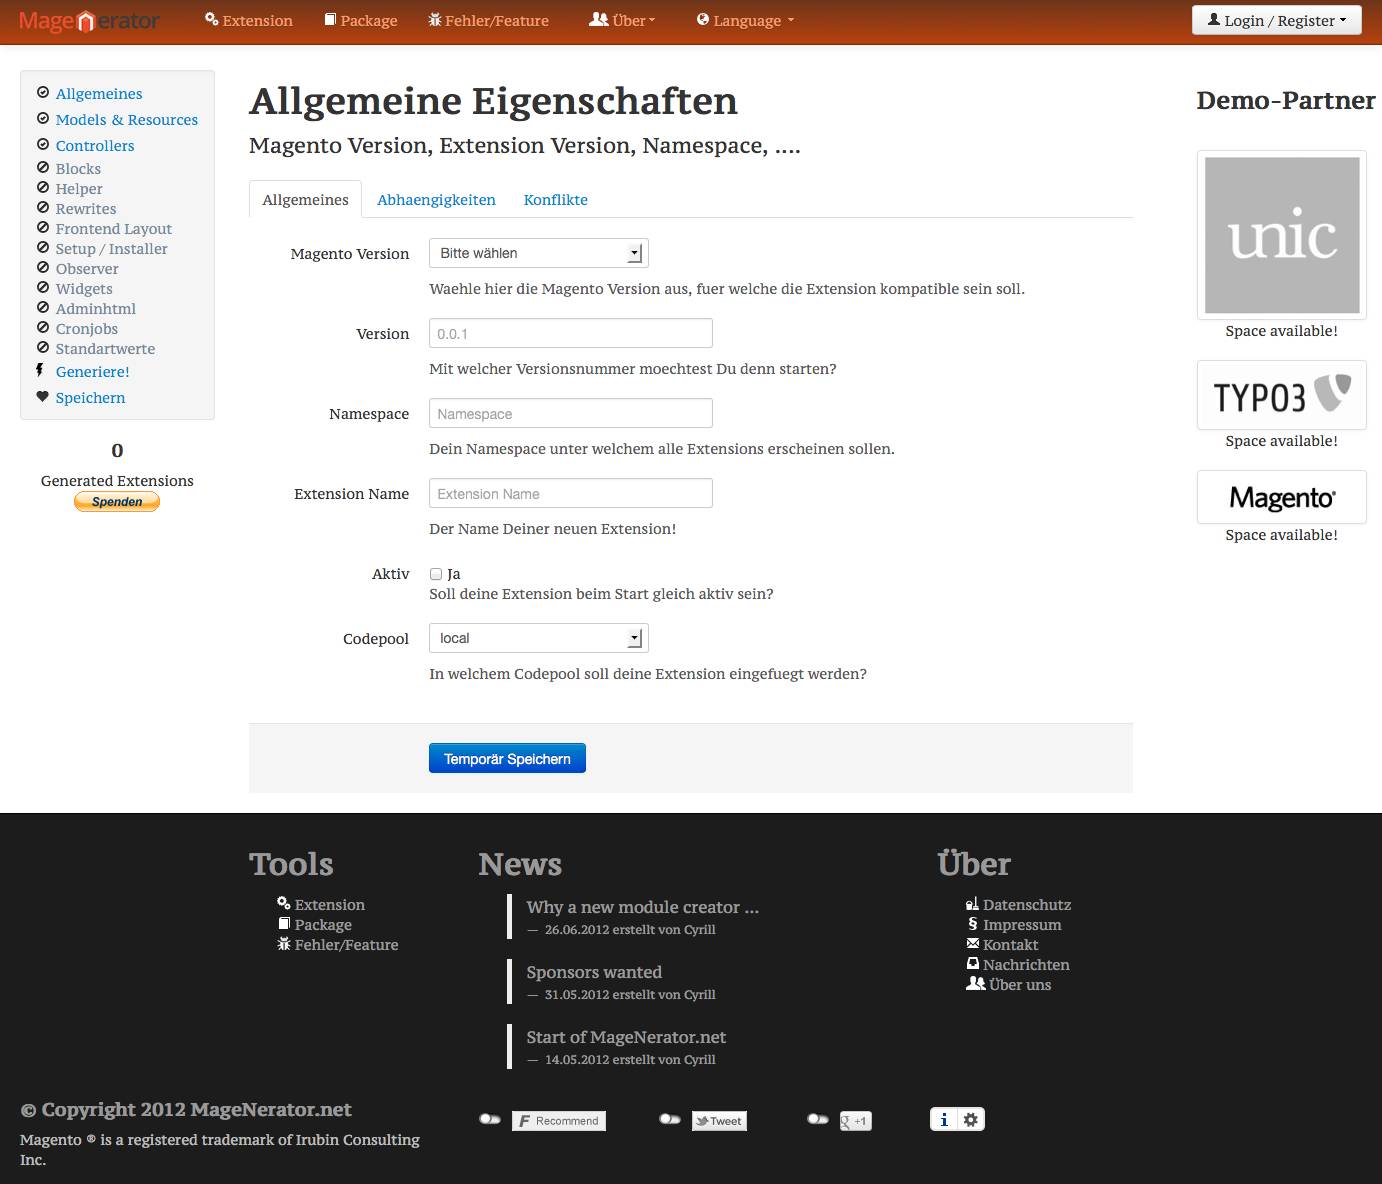 MageNerator
Extension
Package
Fehler/Feature
Über
Language
Login / Register
Allgemeines
Models & Resources
Controllers
Blocks
Helper
Rewrites
Frontend Layout
Setup / Installer
Observer
Widgets
Adminhtml
Cronjobs
Standartwerte
Generiere!
Speichern
0
Generated Extensions
Spenden
Allgemeine Eigenschaften
Magento Version, Extension Version, Namespace, ....
Allgemeines
Abhaengigkeiten
Konflikte
Magento Version
Bitte wählen
Waehle hier die Magento Version aus, fuer welche die Extension kompatible sein soll.
Version
0.0.1
Mit welcher Versionsnummer moechtest Du denn starten?
Namespace
Namespace
Dein Namespace unter welchem alle Extensions erscheinen sollen.
Extension Name
Extension Name
Der Name Deiner neuen Extension!
Aktiv
Ja
Soll deine Extension beim Start gleich aktiv sein?
Codepool
local
In welchem Codepool soll deine Extension eingefuegt werden?
Temporär Speichern
Demo-Partner
unic
Space available!
TYPO3
Space available!
Magento®
Space available!
Tools
Extension
Package
Fehler/Feature
News
Why a new module creator ...
— 26.06.2012 erstellt von Cyrill
Sponsors wanted
— 31.05.2012 erstellt von Cyrill
Start of MageNerator.net
— 14.05.2012 erstellt von Cyrill
Über
Datenschutz
§ Impressum
Kontakt
Nachrichten
Über uns
© Copyright 2012 MageNerator.net
Magento ® is a registered trademark of Irubin Consulting
Inc.
F Recommend
Tweet
g +1
i